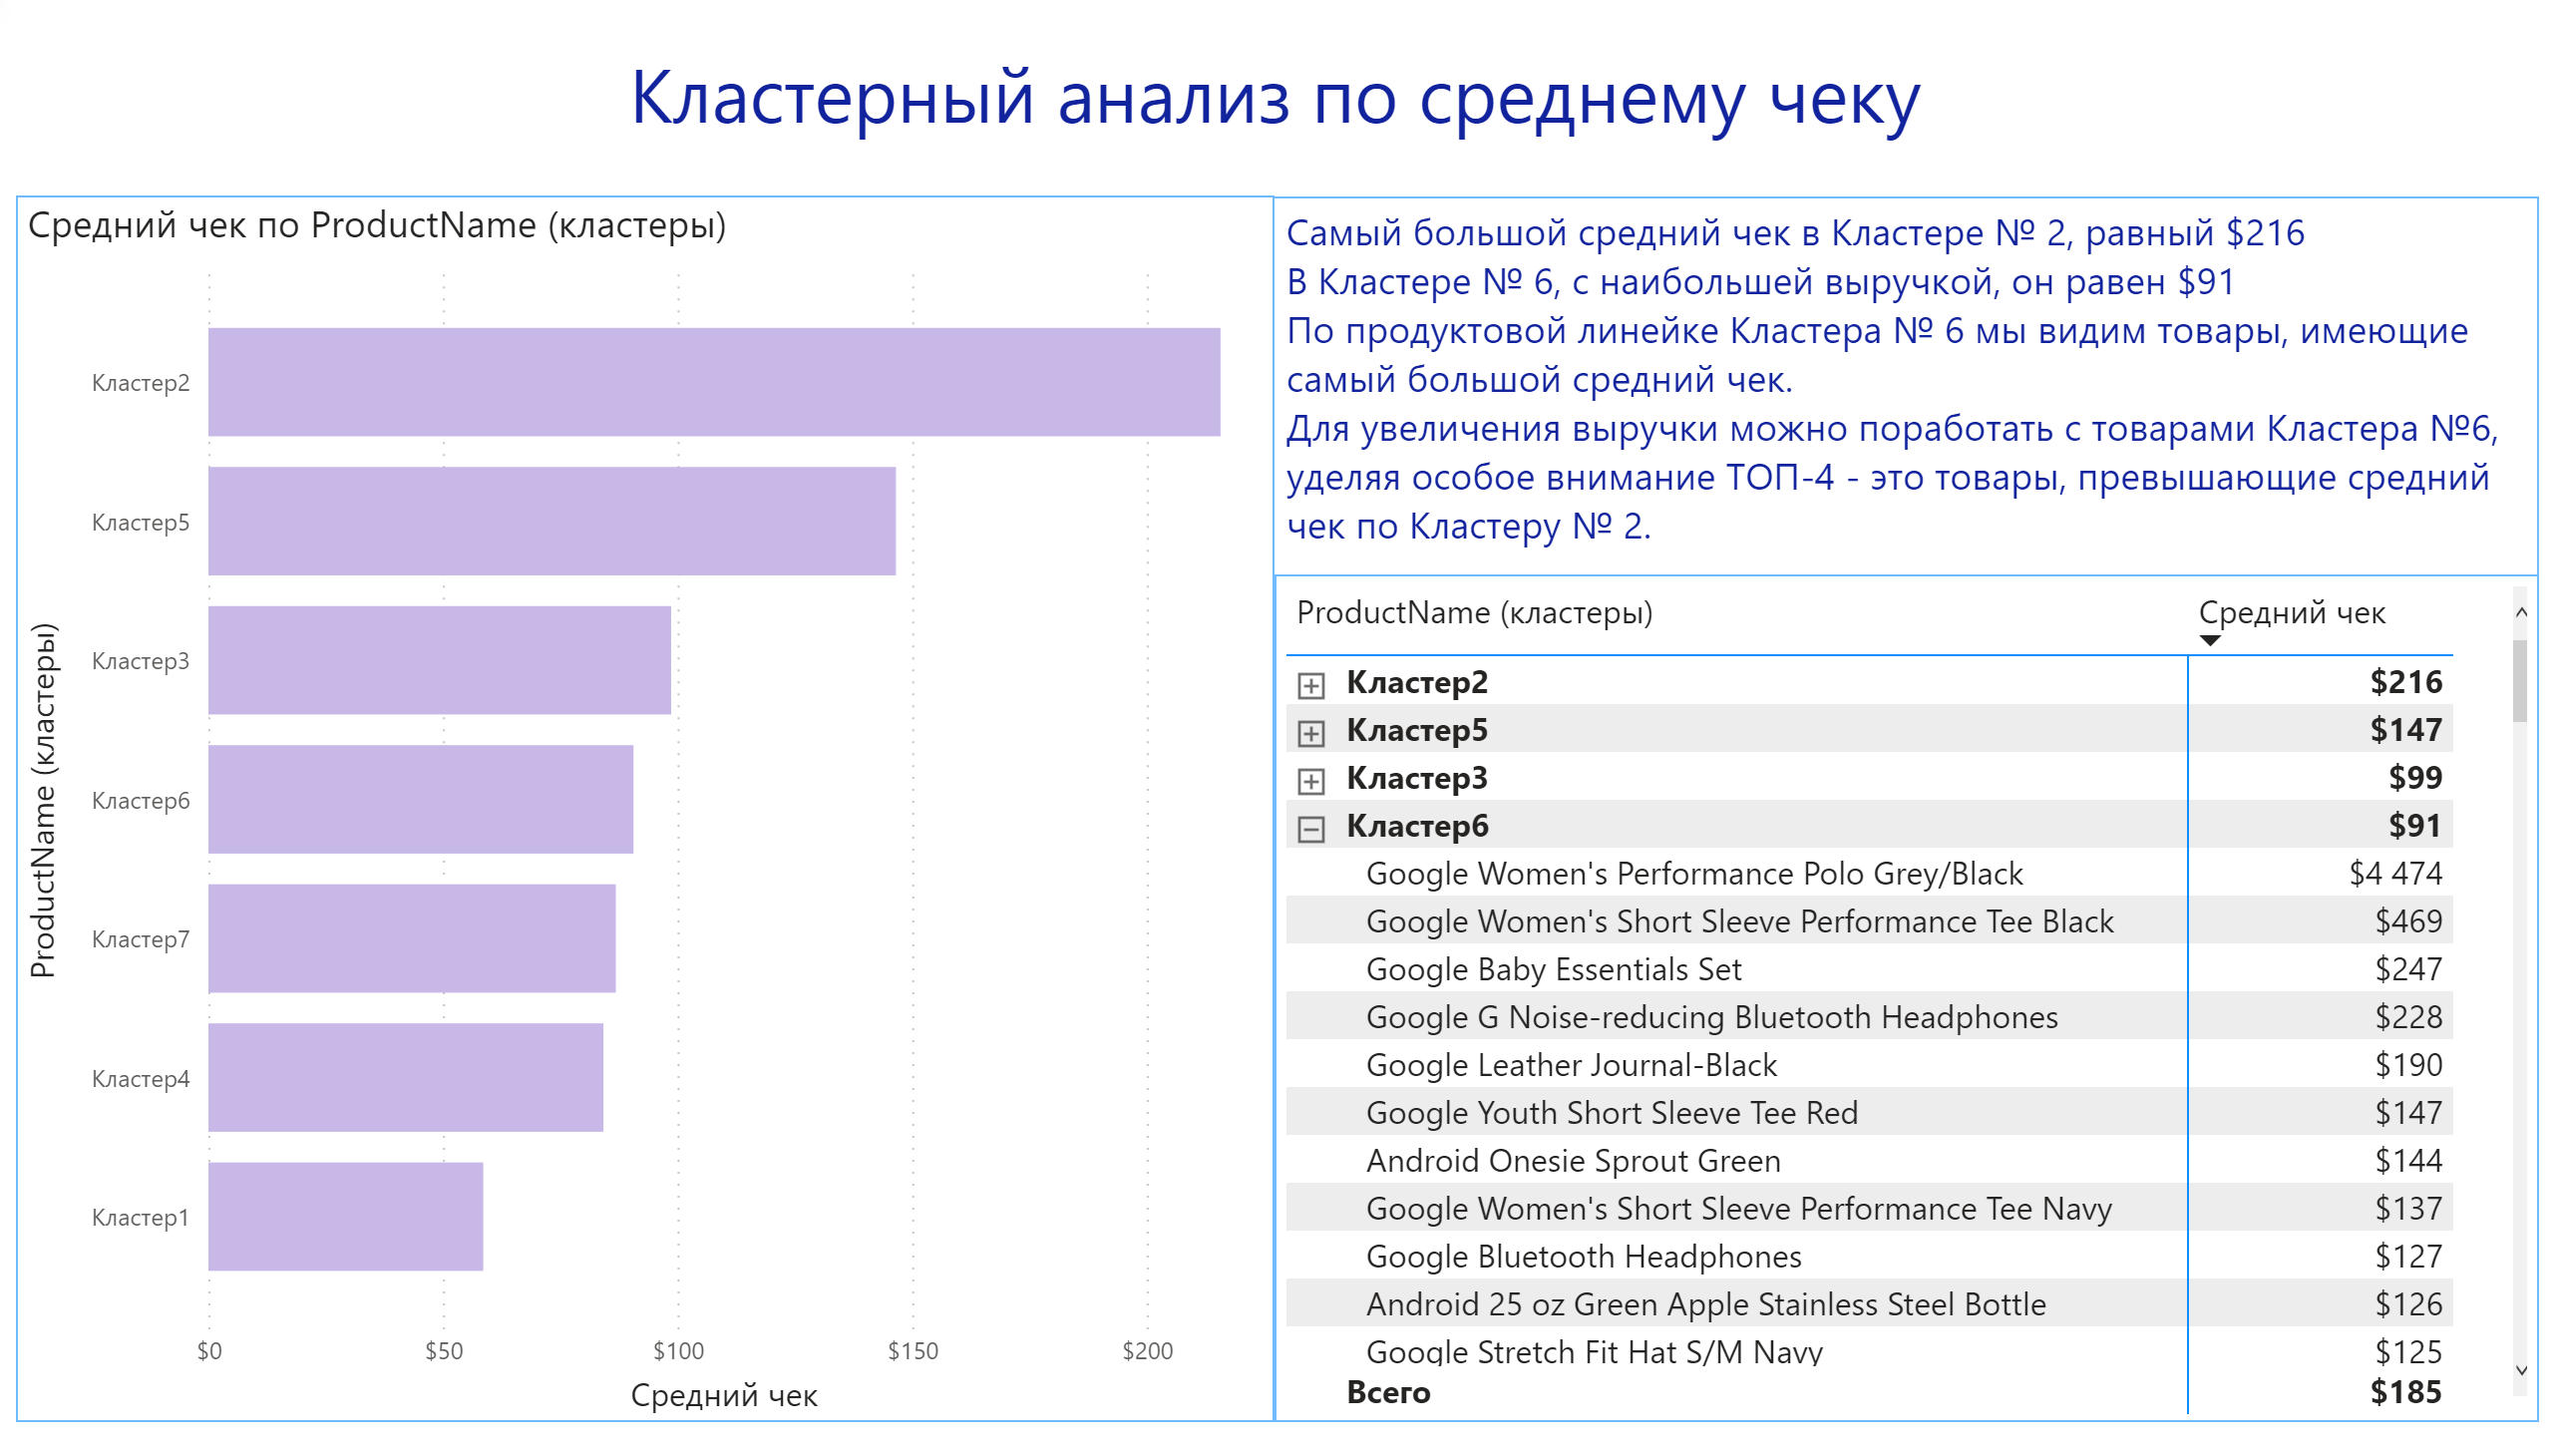 Кластерный анализ по среднему чеку
Средний чек по ProductName (кластеры)
ProductName (кластеры)
Кластер2
Кластер5
Кластер3
Кластер6
Кластер7
Кластер4
Кластер1
$0 $50 $100 $150 $200
Средний чек
Самый большой средний чек в Кластере № 2, равный $216
В Кластере № 6, с наибольшей выручкой, он равен $91
По продуктовой линейке Кластера № 6 мы видим товары, имеющие
самый большой средний чек.
Для увеличения выручки можно поработать с товарами Кластера №6,
уделяя особое внимание ТОП-4 - это товары, превышающие средний
чек по Кластеру № 2.
ProductName (кластеры) Средний чек
Кластер2 $216
Кластер5 $147
Кластер3 $99
Кластер6 $91
Google Women's Performance Polo Grey/Black $4 474
Google Women's Short Sleeve Performance Tee Black $469
Google Baby Essentials Set $247
Google G Noise-reducing Bluetooth Headphones $228
Google Leather Journal-Black $190
Google Youth Short Sleeve Tee Red $147
Android Onesie Sprout Green $144
Google Women's Short Sleeve Performance Tee Navy $137
Google Bluetooth Headphones $127
Android 25 oz Green Apple Stainless Steel Bottle $126
Google Stretch Fit Hat S/M Navy $125
Всего $185